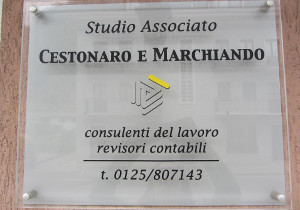 Studio Associato
CESTONARO E MARCHIANDO
consulenti del lavoro
revisori contabili
t. 0125/807143